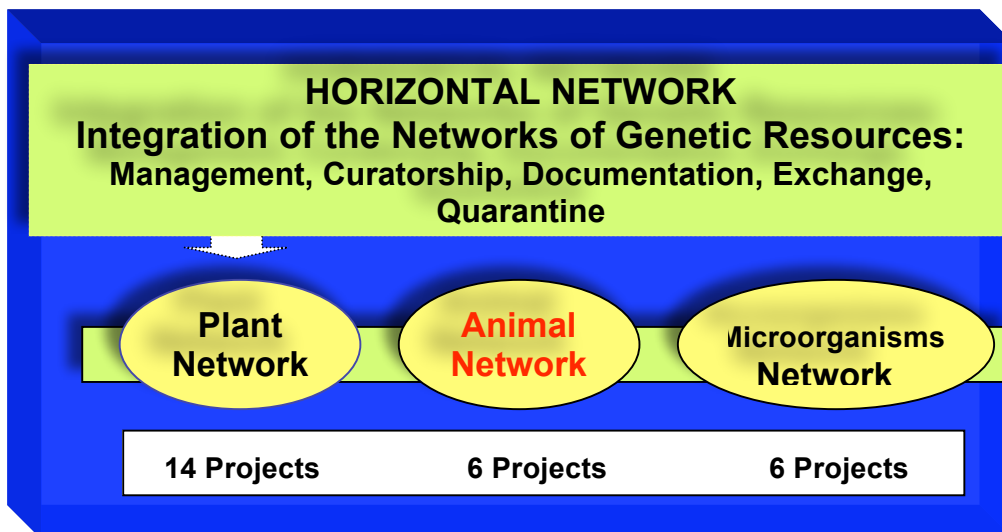 HORIZONTAL NETWORK
Integration of the Networks of Genetic Resources:
Management, Curatorship, Documentation, Exchange,
Quarantine
Plant
Network
Animal
Network
Microorganisms
Network
14 Projects
6 Projects
6 Projects